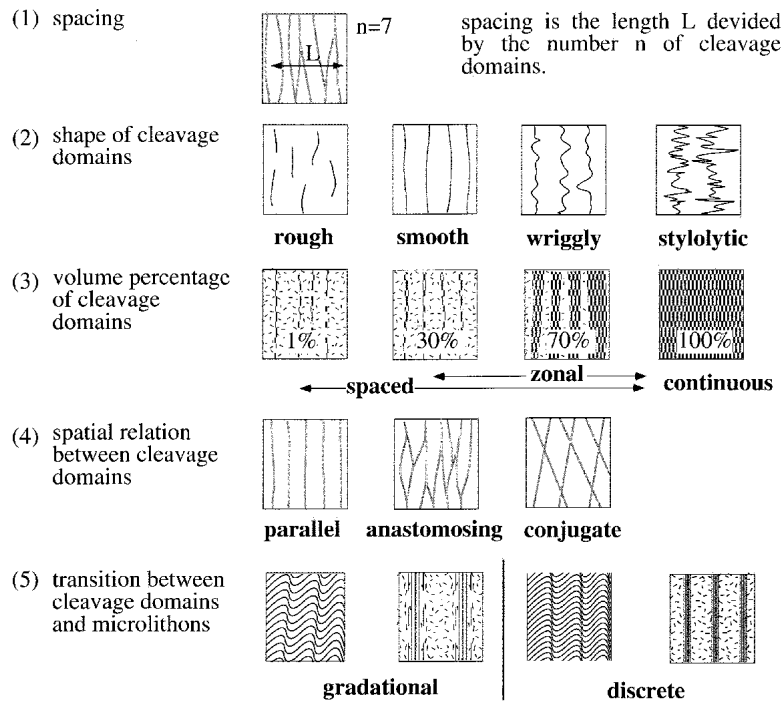 (1) spacing
L
n=7
spacing is the length L devided
by the number n of cleavage
domains.
(2) shape of cleavage
domains
rough smooth wriggly stylolytic
(3) volume percentage
of cleavage
domains
1% 30% 70% 100%
zonal
spaced
continuous
(4) spatial relation
between cleavage
domains
parallel anastomosing conjugate
(5) transition between
cleavage domains
and microlithons
gradational discrete